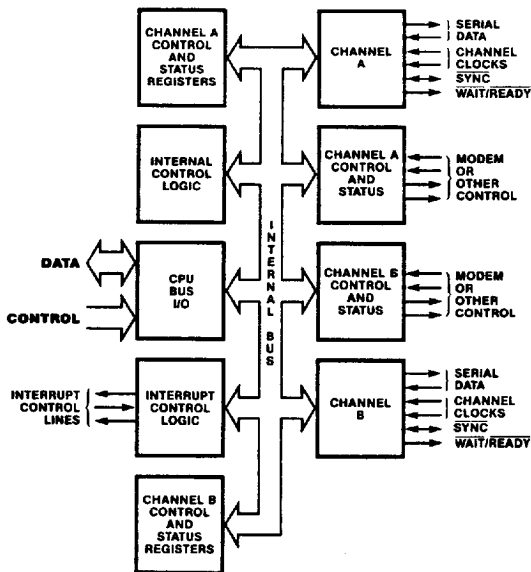 CHANNEL A
CONTROL
AND
STATUS
REGISTERS
CHANNEL
A
SERIAL
DATA
CHANNEL
CLOCKS
SYNC
WAIT/READY
INTERNAL
CONTROL
LOGIC
CHANNEL A
CONTROL
AND
STATUS
MODEM
OR
OTHER
CONTROL
INTERNAL BUS
DATA
CONTROL
CPU
BUS
I/O
CHANNEL B
CONTROL
AND
STATUS
MODEM
OR
OTHER
CONTROL
INTERRUPT
CONTROL
LINES
INTERRUPT
CONTROL
LOGIC
CHANNEL
B
SERIAL
DATA
CHANNEL
CLOCKS
SYNC
WAIT/READY
CHANNEL B
CONTROL
AND
STATUS
REGISTERS